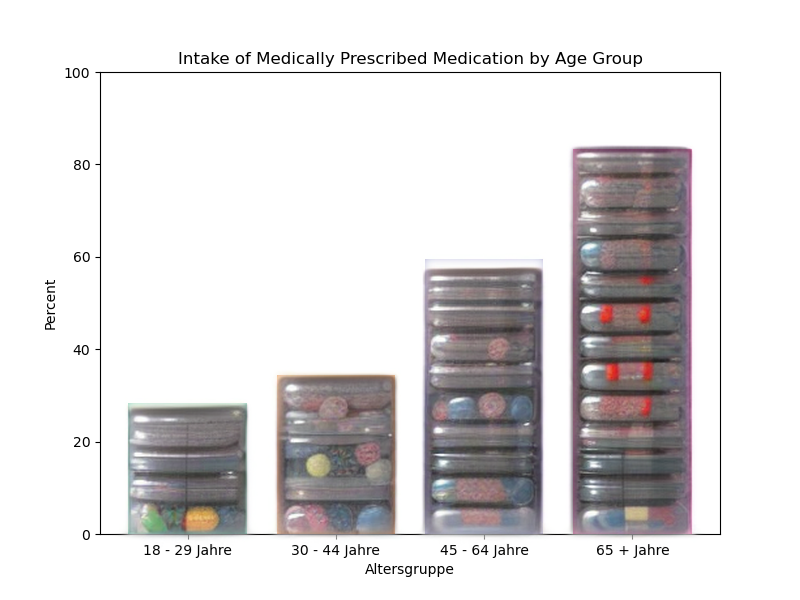 Intake of Medically Prescribed Medication by Age Group
100
80
60
40
20
0
Percent
18 - 29 Jahre
30 - 44 Jahre
45 - 64 Jahre
65 + Jahre
Altersgruppe